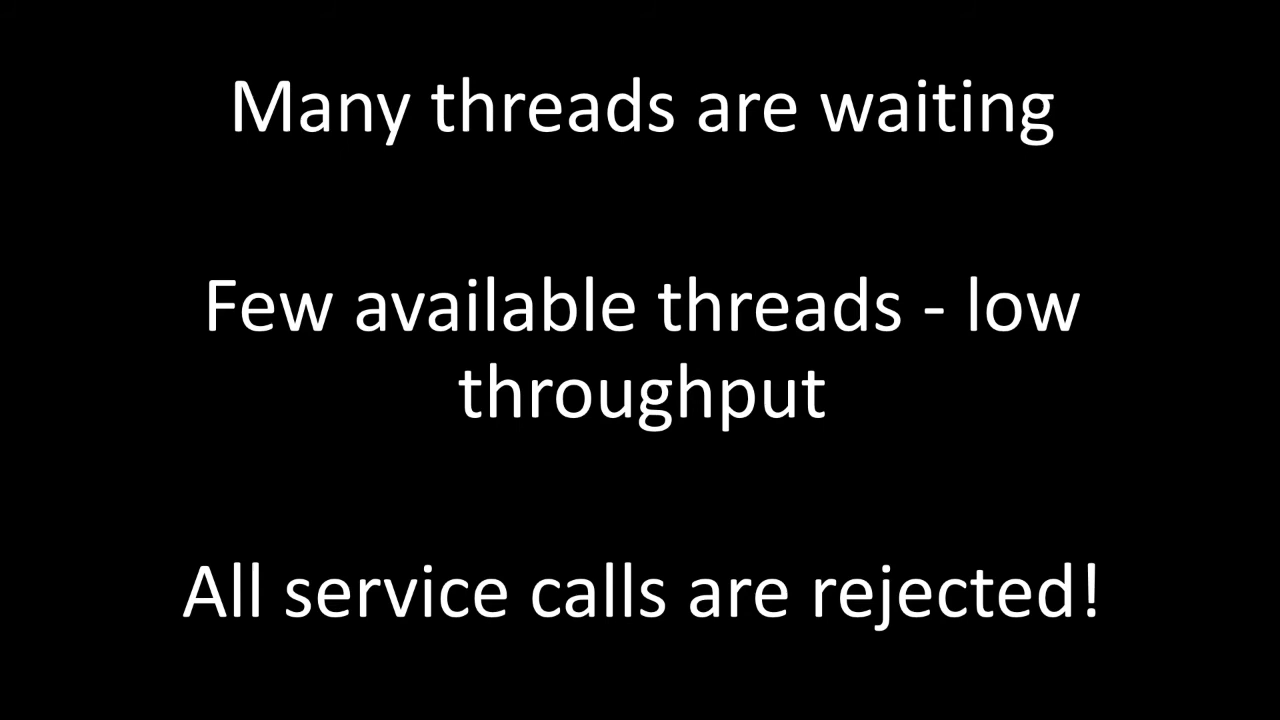 Many threads are waiting
Few available threads - low
throughput
All service calls are rejected!